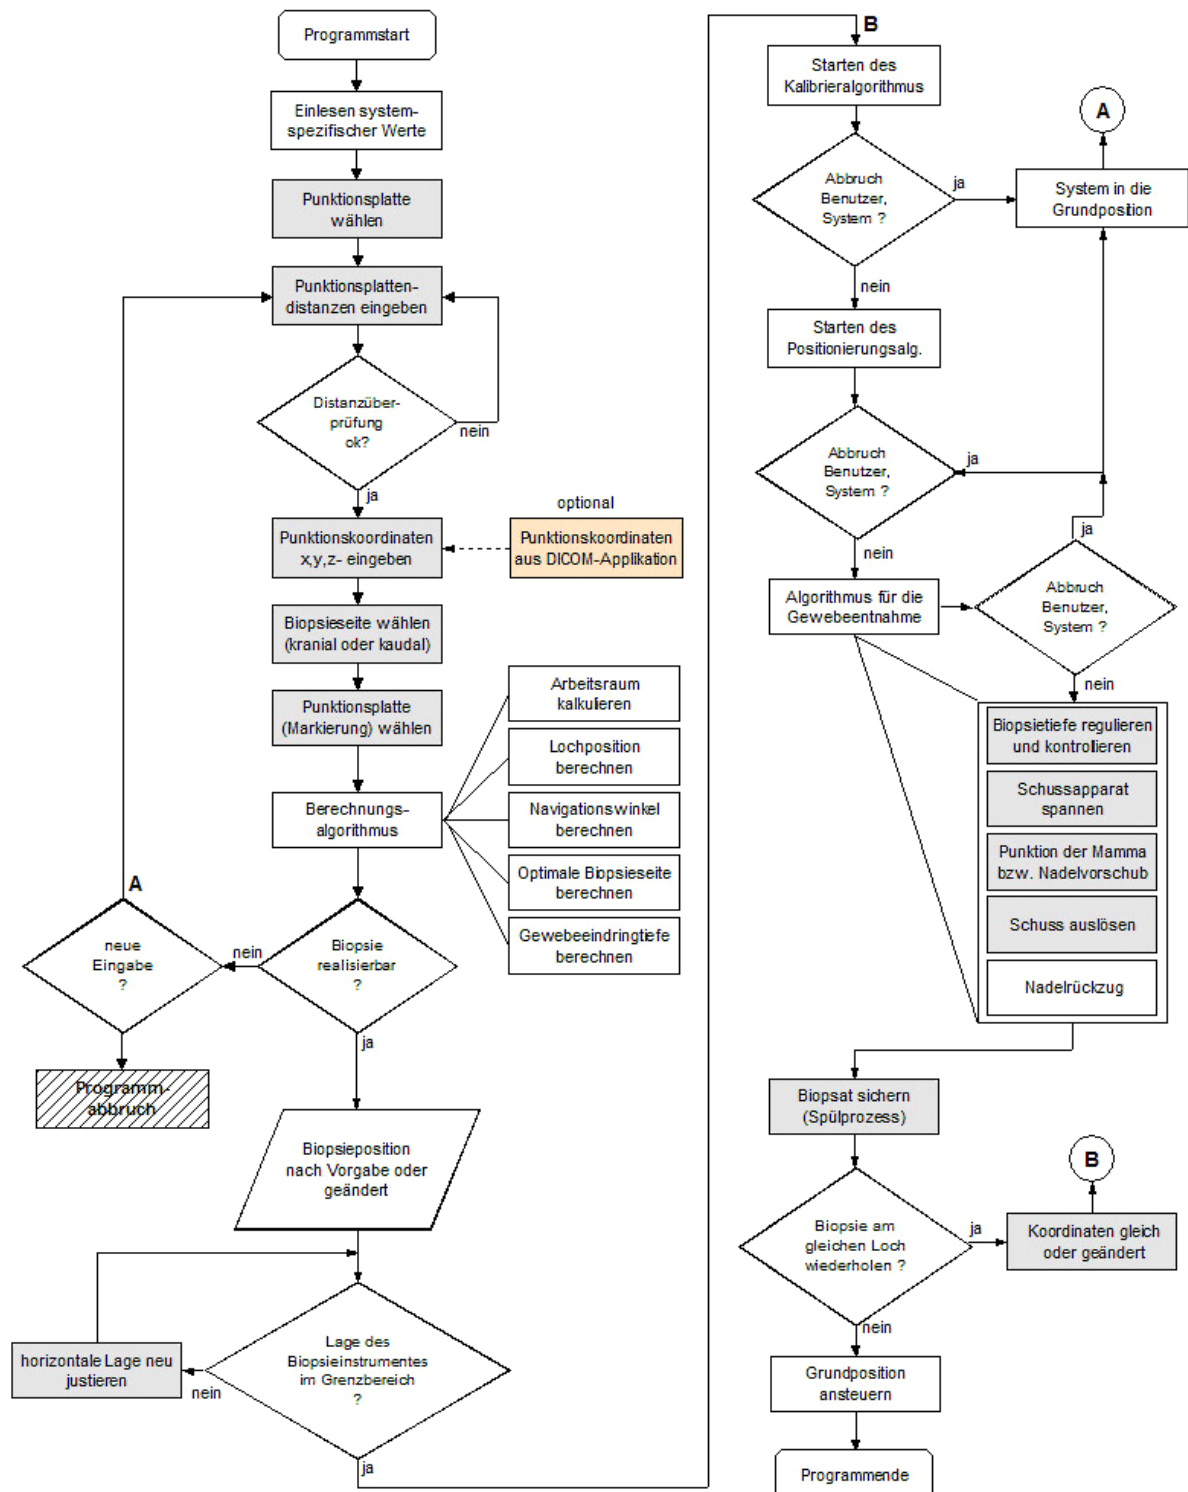 Programmstart
Einlesen system-
spezifischer Werte
Punktionsplatte
wählen
Punktionsplatten-
distanzen eingeben
Distanzüber-
prüfung
ok?
nein
ja
optional
Punktionskoordinaten
x,y,z- eingeben
Punktionskoordinaten
aus DICOM-Applikation
Biopsieseite wählen
(kranial oder kaudal)
Punktionsplatte
(Markierung) wählen
Berechnungs-
algorithmus
Arbeitsraum
kalkulieren
Lochposition
berechnen
Navigationswinkel
berechnen
Optimale Biopsieseite
berechnen
Gewebeeindringtiefe
berechnen
A
neue
Eingabe
?
nein
Biopsie
realisierbar
?
ja
Programm-
abbruch
Biopsieposition
nach Vorgabe oder
geändert
horizontale Lage neu
justieren
nein
Lage des
Biopsieinstrumentes
im Grenzbereich
?
ja
B
Starten des
Kalibrieralgorithmus
A
Abbruch
Benutzer,
System ?
ja
System in die
Grundposition
nein
Starten des
Positionierungsalg.
Abbruch
Benutzer,
System ?
ja
nein
Algorithmus für die
Gewebeentnahme
ja
Abbruch
Benutzer,
System ?
nein
Biopsietiefe regulieren
und kontrollieren
Schussapparat
spannen
Punktion der Mamma
bzw. Nadelvorschub
Schuss auslösen
Nadelrückzug
Biopsat sichern
(Spülprozess)
B
Biopsie am
gleichen Loch
wiederholen ?
ja
Koordinaten gleich
oder geändert
nein
Grundposition
ansteuern
Programmende